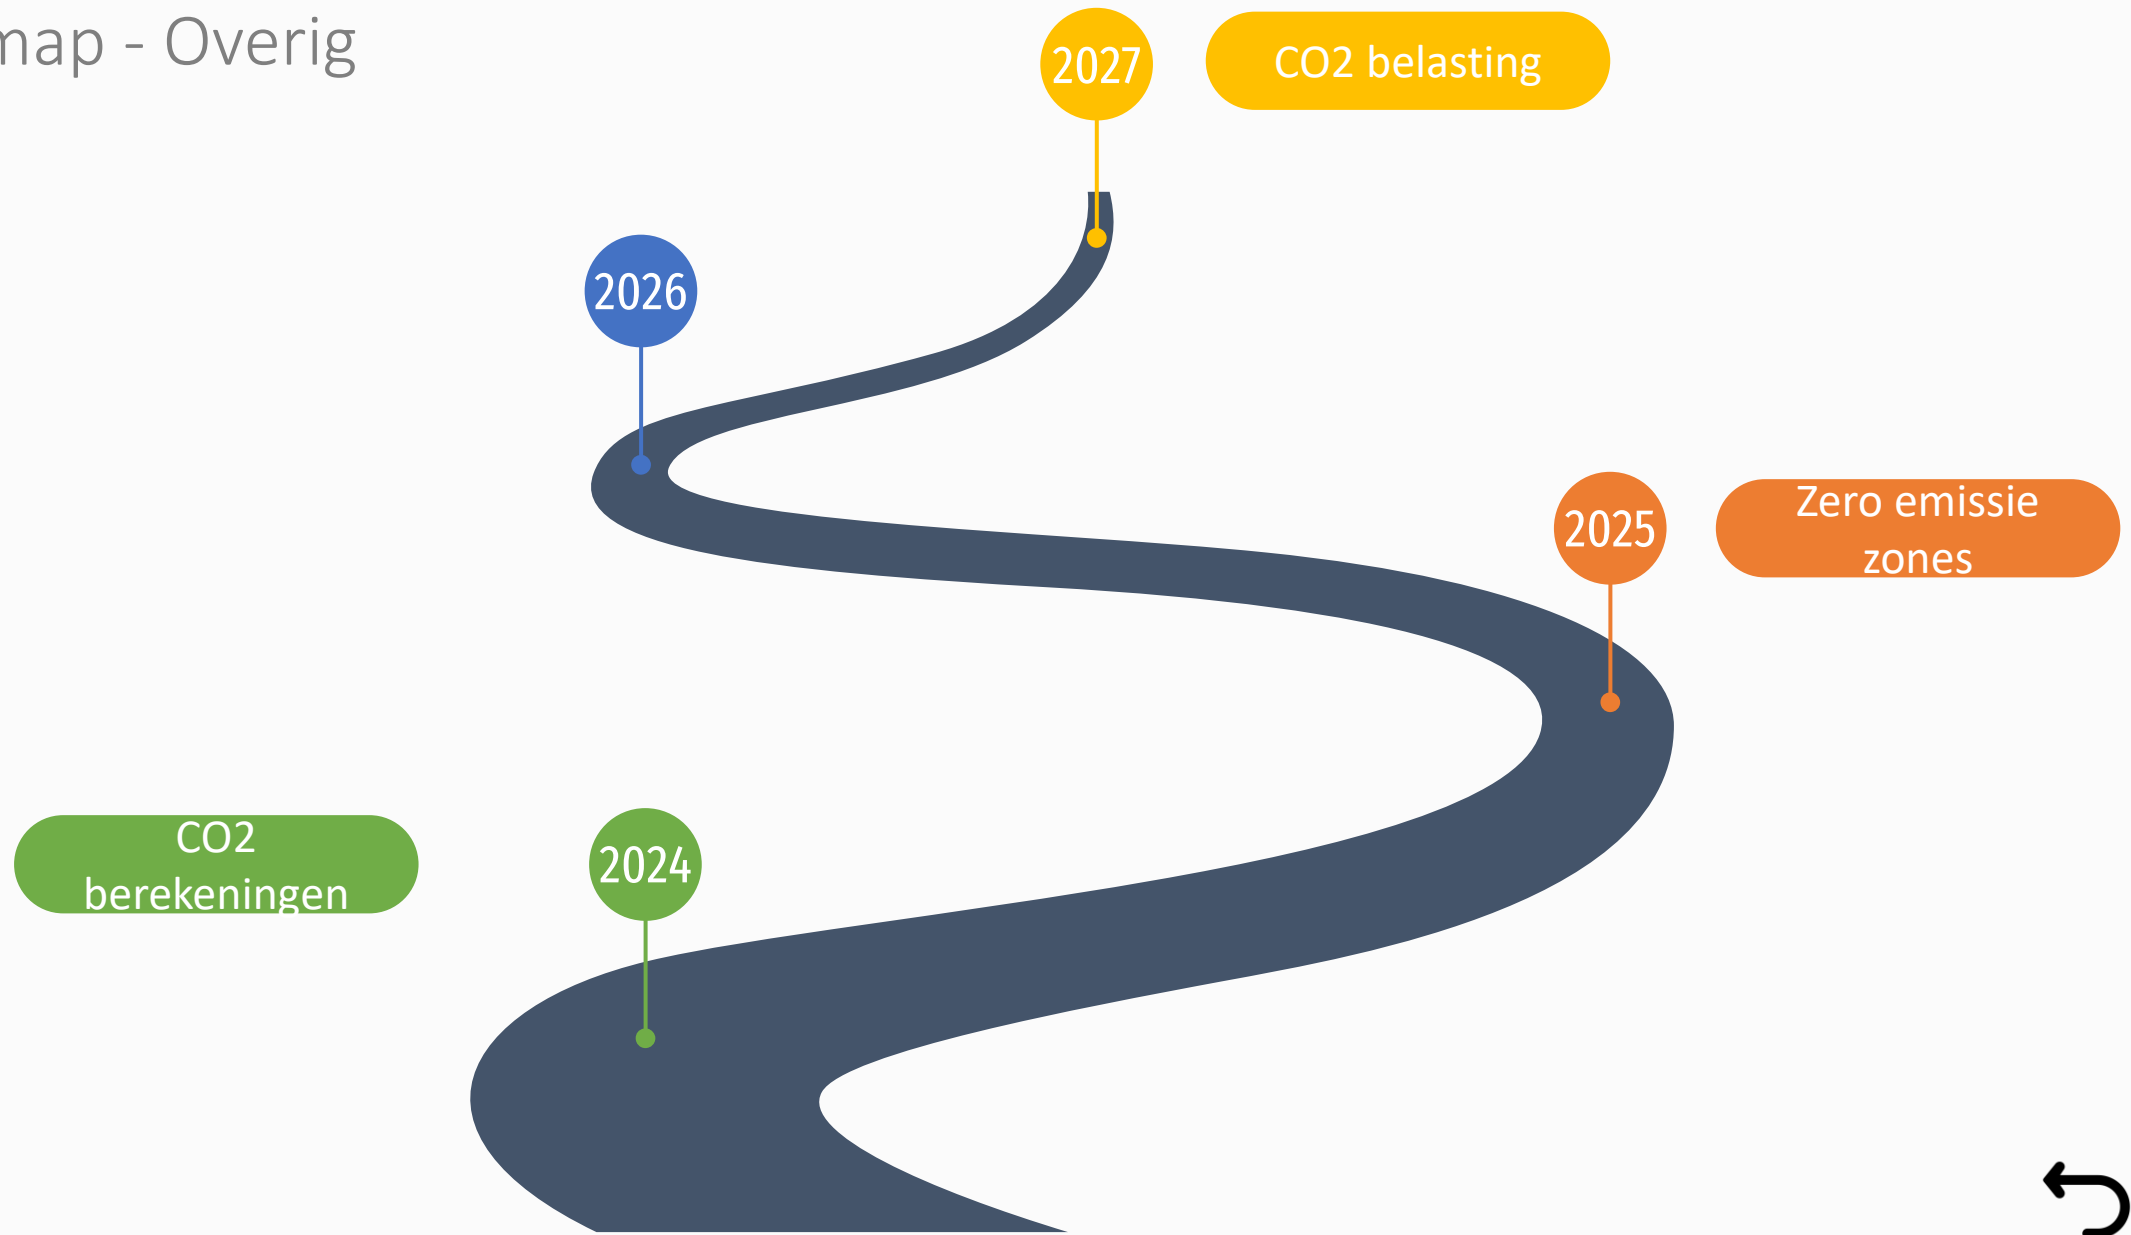 map - Overig
2027
CO2 belasting
2026
2025
Zero emissie
zones
CO2
berekeningen
2024